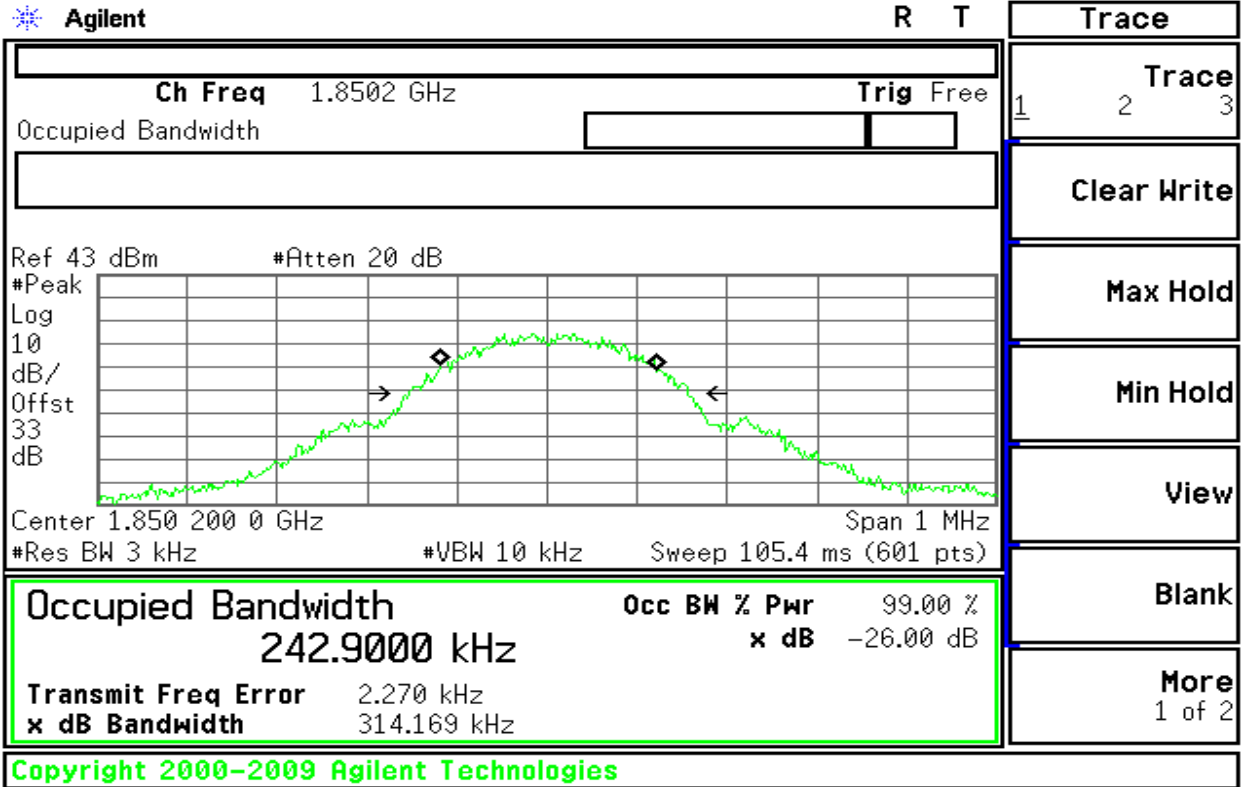 Agilent R T Trace
Ch Freq 1.8502 GHz Trig Free
Occupied Bandwidth
Trace
1 2 3
Clear Write
Max Hold
Min Hold
View
Blank
More
1 of 2
Ref 43 dBm #Atten 20 dB
#Peak
Log
10
dB/
Offst
33
dB
Center 1.850 200 0 GHz Span 1 MHz
#Res BW 3 kHz #VBW 10 kHz Sweep 105.4 ms (601 pts)
Occupied Bandwidth
242.9000 kHz
Occ BW % Pwr 99.00 %
x dB -26.00 dB
Transmit Freq Error 2.270 kHz
x dB Bandwidth 314.169 kHz
Copyright 2000-2009 Agilent Technologies